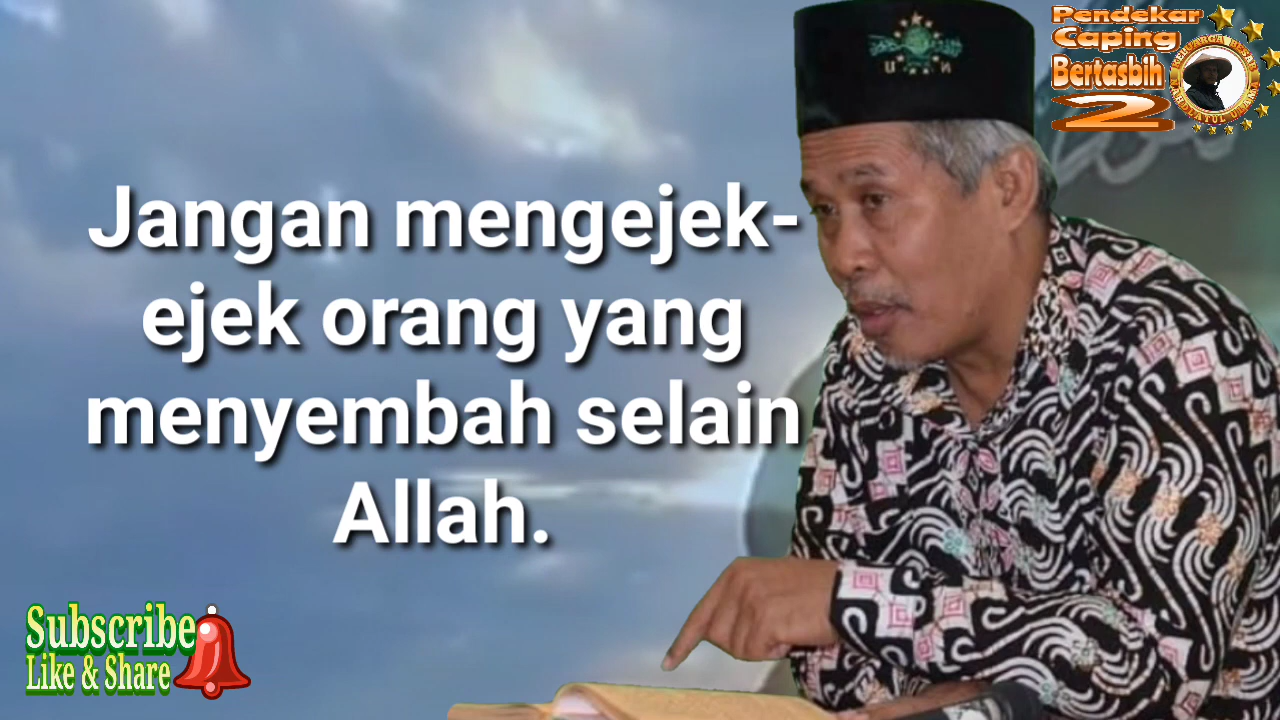 Pendekar
Caping
Bertasbih
2
Jangan mengejek-
ejek orang yang
menyembah selain
Allah.
Subscribe
Like & Share